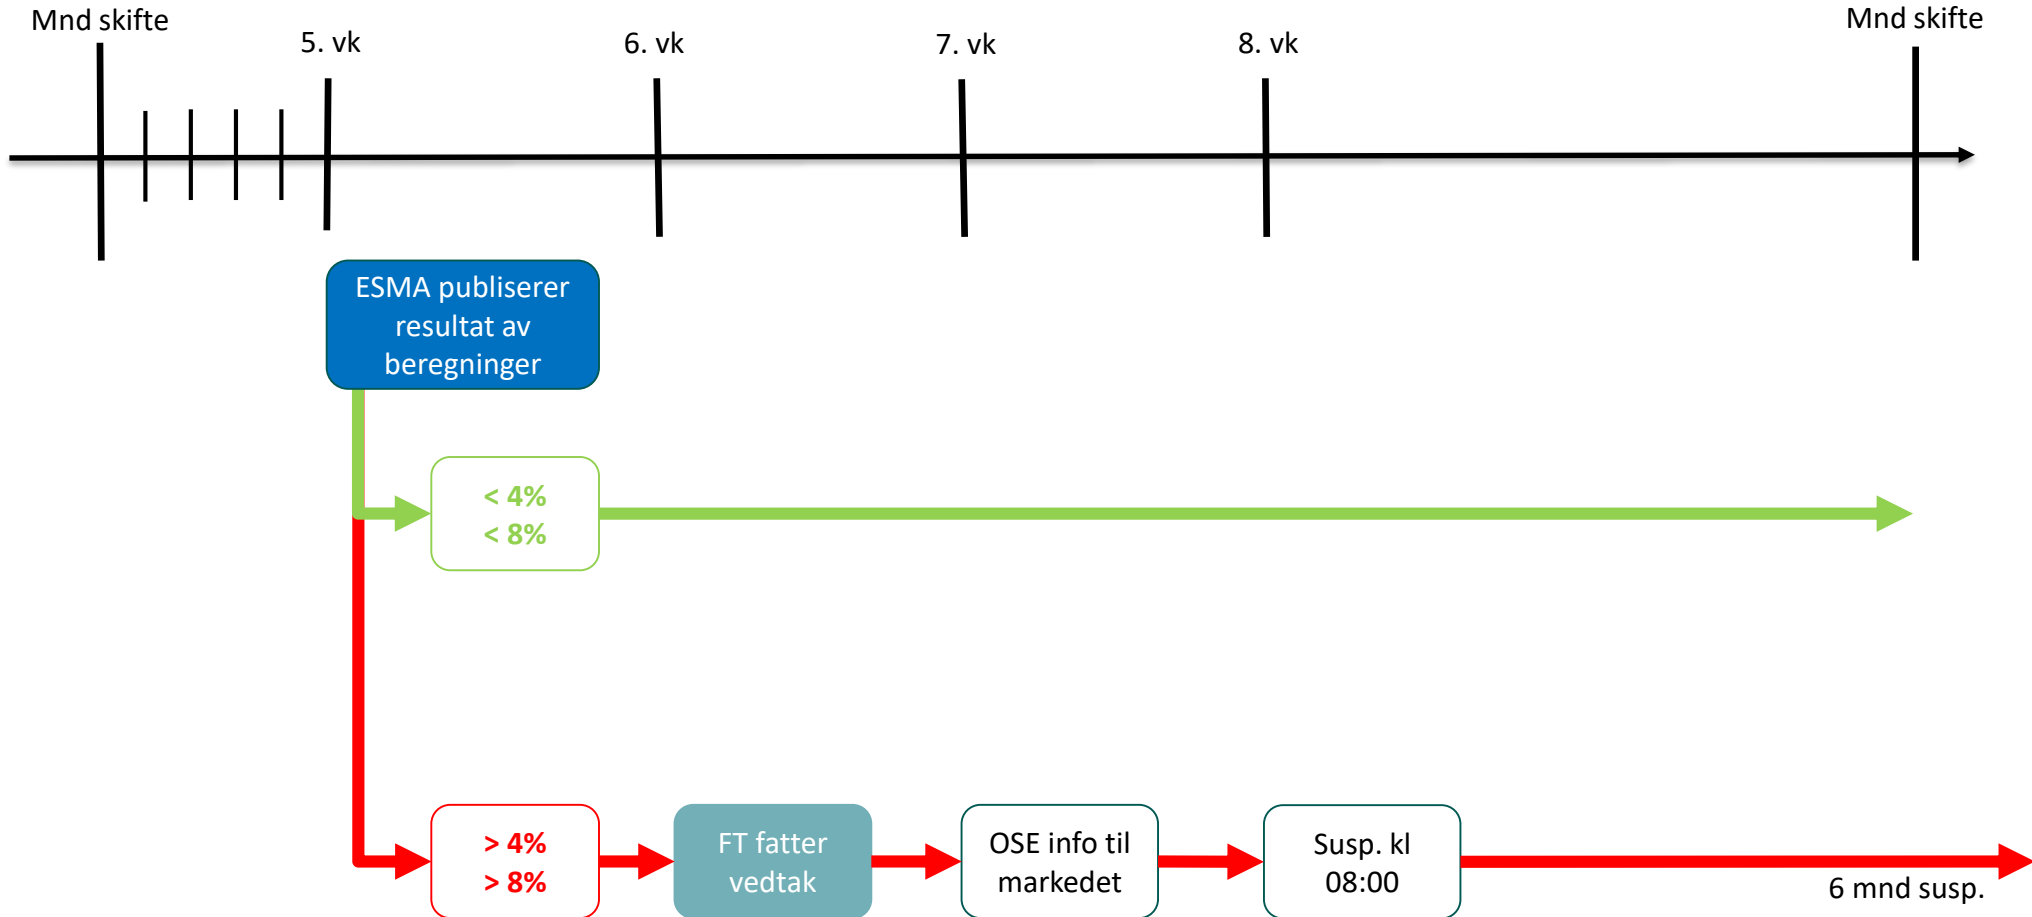 Mnd skifte
5. vk
6. vk
7. vk
8. vk
Mnd skifte
ESMA publiserer
resultat av
beregninger
< 4%
< 8%
> 4%
> 8%
FT fatter
vedtak
OSE info til
markedet
Susp. kl
08:00
6 mnd susp.